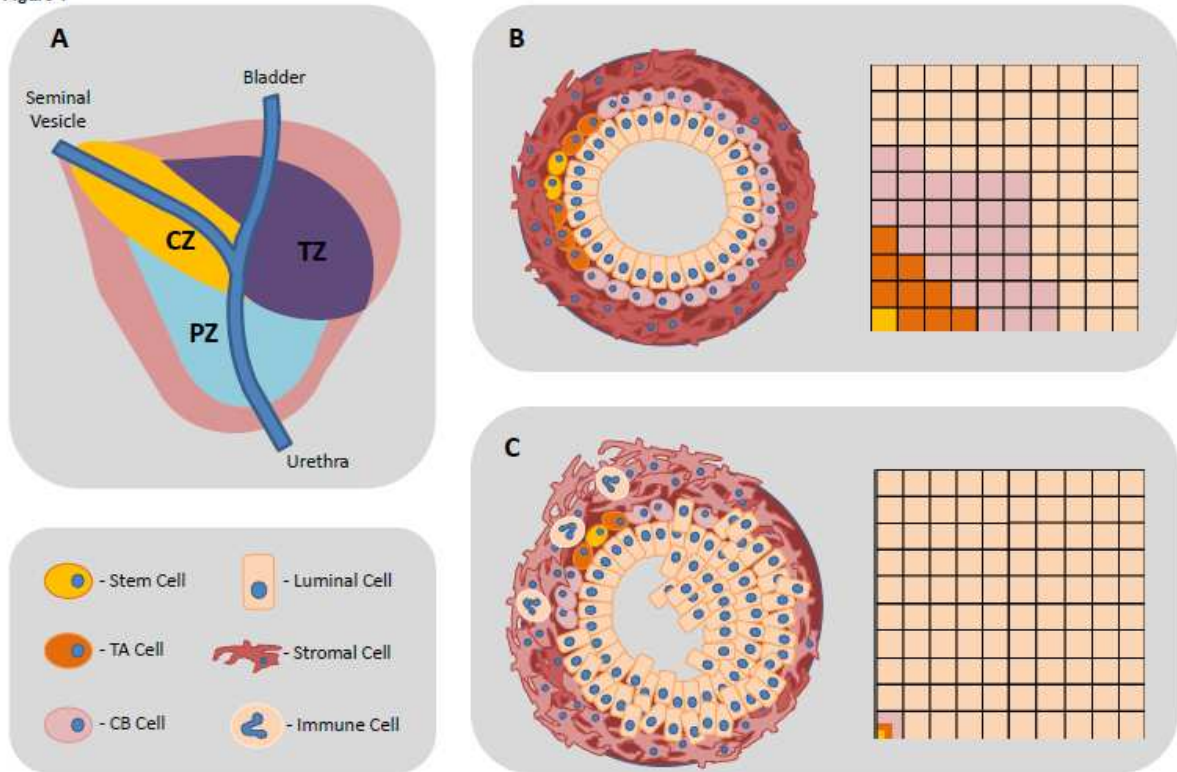 A
Bladder
Seminal
Vesicle
CZ
TZ
PZ
Urethra
B
C
- Stem Cell
- Luminal Cell
- TA Cell
- Stromal Cell
- CB Cell
- Immune Cell